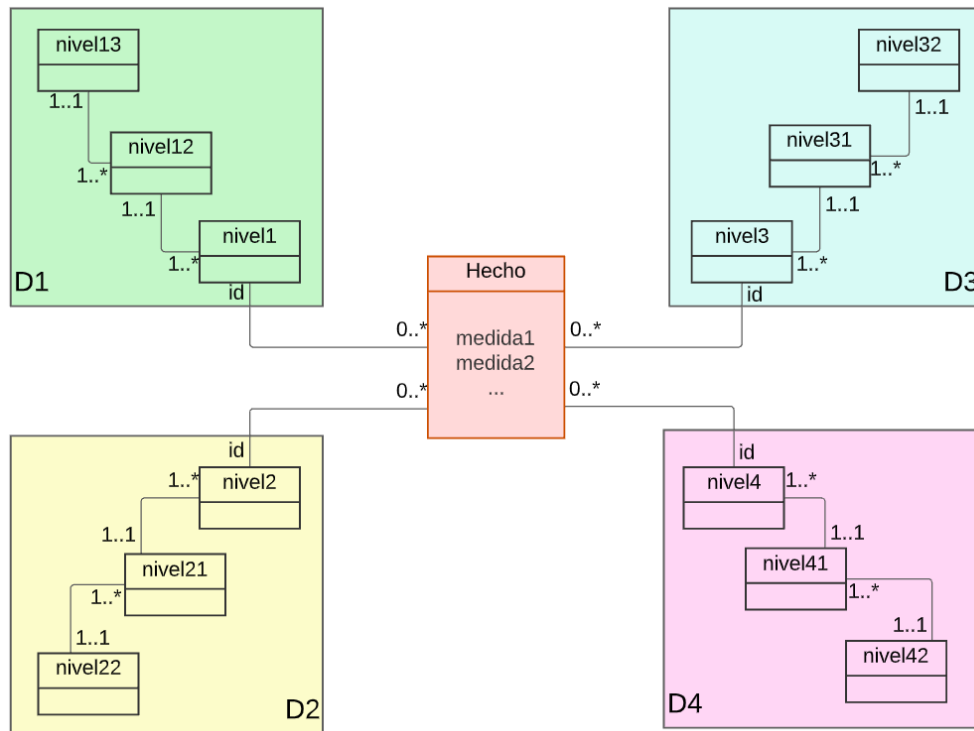 nivel13
1..1
nivel12
1..*
1..1
nivel1
1..*
D1
id
nivel32
1..1
nivel31
1..*
1..1
nivel3
1..*
D3
id
Hecho
medida1
medida2
...
0..*
0..*
0..*
0..*
id
nivel2
1..*
1..1
nivel21
1..*
1..1
nivel22
D2
id
nivel4
1..*
1..1
nivel41
1..*
1..1
nivel42
D4